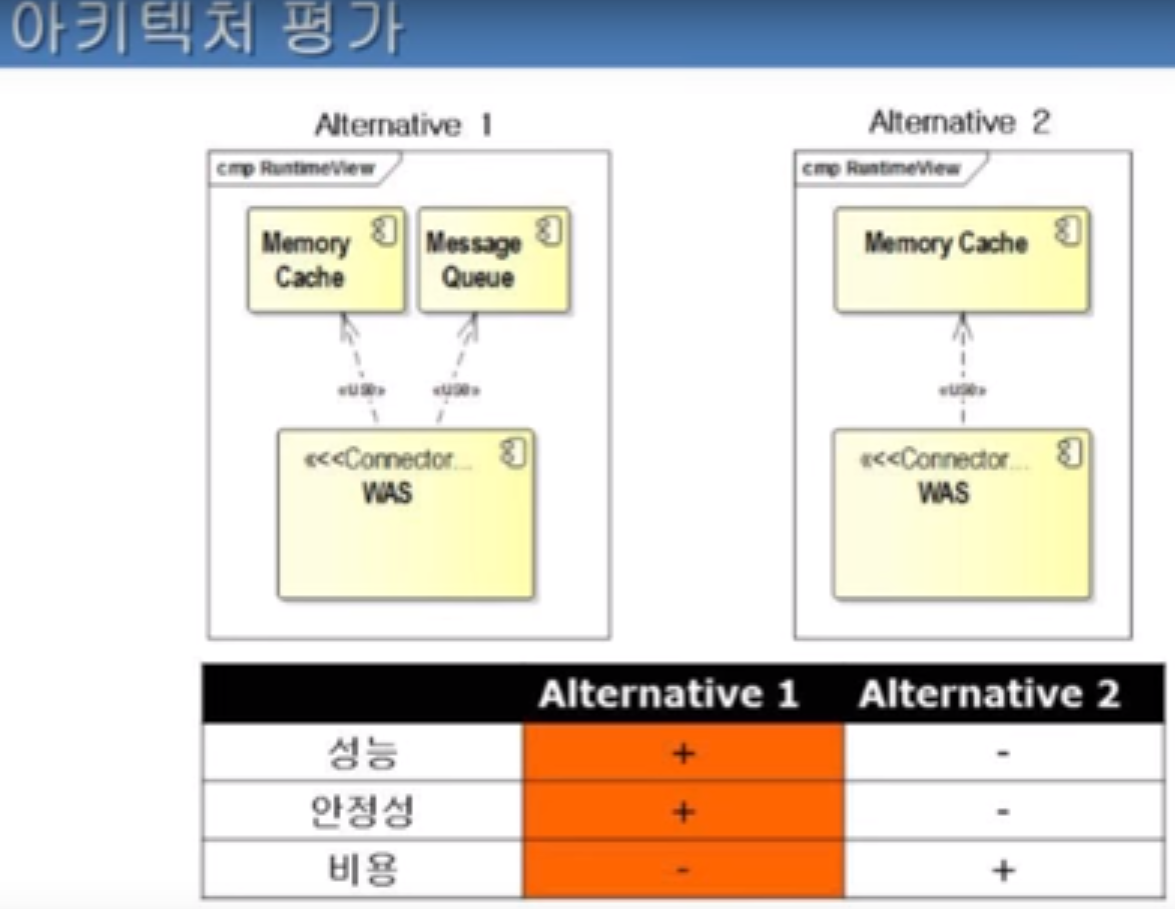 아키텍처 평가
Alternative 1
Alternative 2
cmp RuntimeView
Memory
Cache
Message
Queue
«use»
«use»
«<<Connector...
WAS
cmp RuntimeView
Memory Cache
«use»
«<<Connector...
WAS
Alternative 1 Alternative 2
성능 + -
안정성 + -
비용 - +